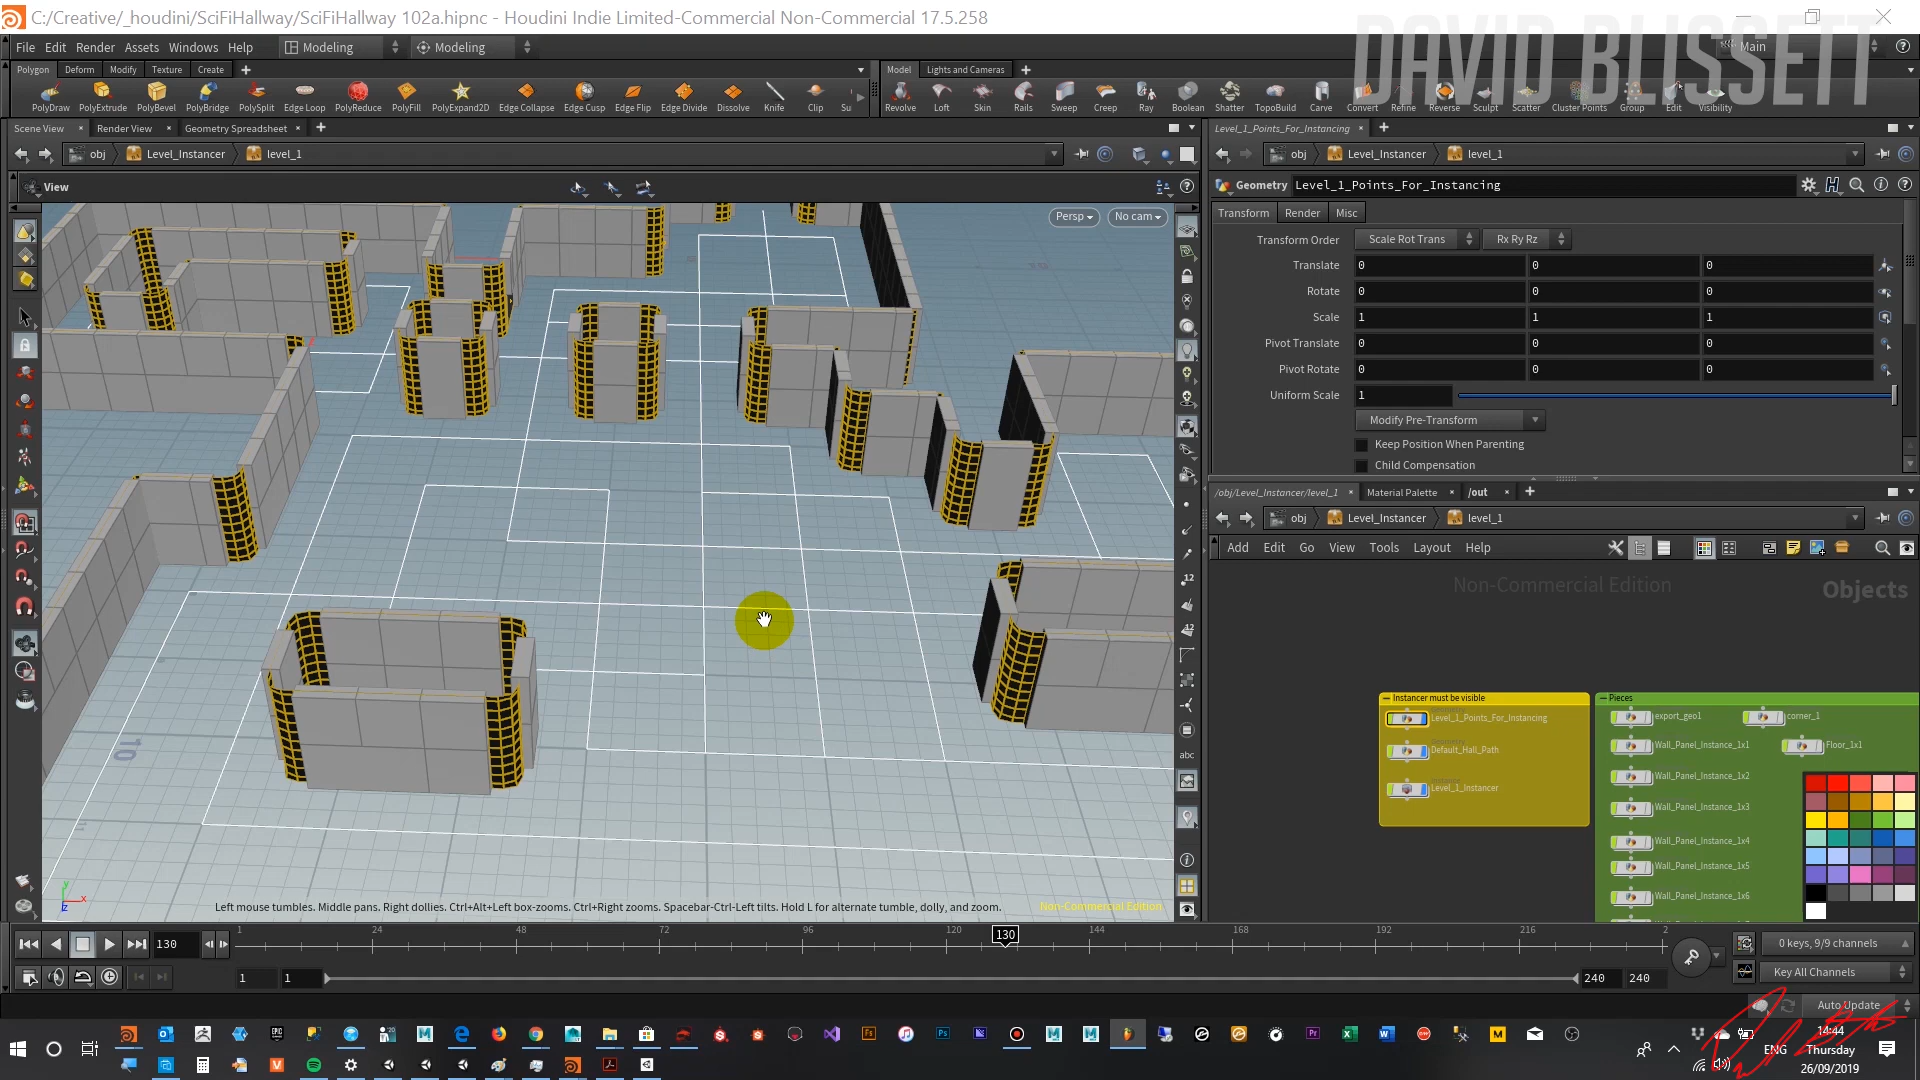 C:/Creative/_houdini/SciFiHallway/SciFiHallway 102a.hipnc - Houdini Indie Limited-Commercial Non-Commercial 17.5.258
DAVID BLISSETT
File Edit Render Assets Windows Help Modeling Modeling Main
Polygon Deform Modify Texture Create
Model Lights and Cameras
PolyDraw PolyExtrude PolyBevel PolyBridge PolySplit Edge Loop PolyReduce PolyFill PolyExpand2D Edge Collapse Edge Cusp Edge Flip Edge Divide Dissolve Knife Clip Su
Revolve Loft Skin Rails Sweep Creep Ray Boolean Shatter TopoBuild Carve Convert Refine Reverse Sculpt Scatter Cluster Points Group Edit Visibility
Scene View Render View Geometry Spreadsheet
Level_1_Points_For_Instancing
obj Level_Instancer level_1
obj Level_Instancer level_1
View
Geometry Level_1_Points_For_Instancing
Persp No cam
Transform Render Misc
Transform Order Scale Rot Trans Rx Ry Rz
Translate 0 0 0
Rotate 0 0 0
Scale 1 1 1
Pivot Translate 0 0 0
Pivot Rotate 0 0 0
Uniform Scale 1
Modify Pre-Transform
Keep Position When Parenting
Child Compensation
/obj/Level_Instancer/level_1 Material Palette /out
obj Level_Instancer level_1
Add Edit Go View Tools Layout Help
Non-Commercial Edition
Objects
Instancer must be visible
Level_1_Points_For_Instancing
Default_Hall_Path
Instance
Level_1_Instancer
Pieces
export_geo1 corner_1
Wall_Panel_Instance_1x1 Floor_1x1
Wall_Panel_Instance_1x2
Wall_Panel_Instance_1x3
Wall_Panel_Instance_1x4
Wall_Panel_Instance_1x5
Wall_Panel_Instance_1x6
12
12
abc
10
Left mouse tumbles. Middle pans. Right dollies. Ctrl+Alt+Left box-zooms. Ctrl+Right zooms. Spacebar-Ctrl-Left tilts. Hold L for alternate tumble, dolly, and zoom.
Non-Commercial Edition
130 1 24 48 72 96 120 130 144 168 192 216 2
0 keys, 9/9 channels
1 1 240 240
Key All Channels
Auto Update
14:44
ENG Thursday
26/09/2019